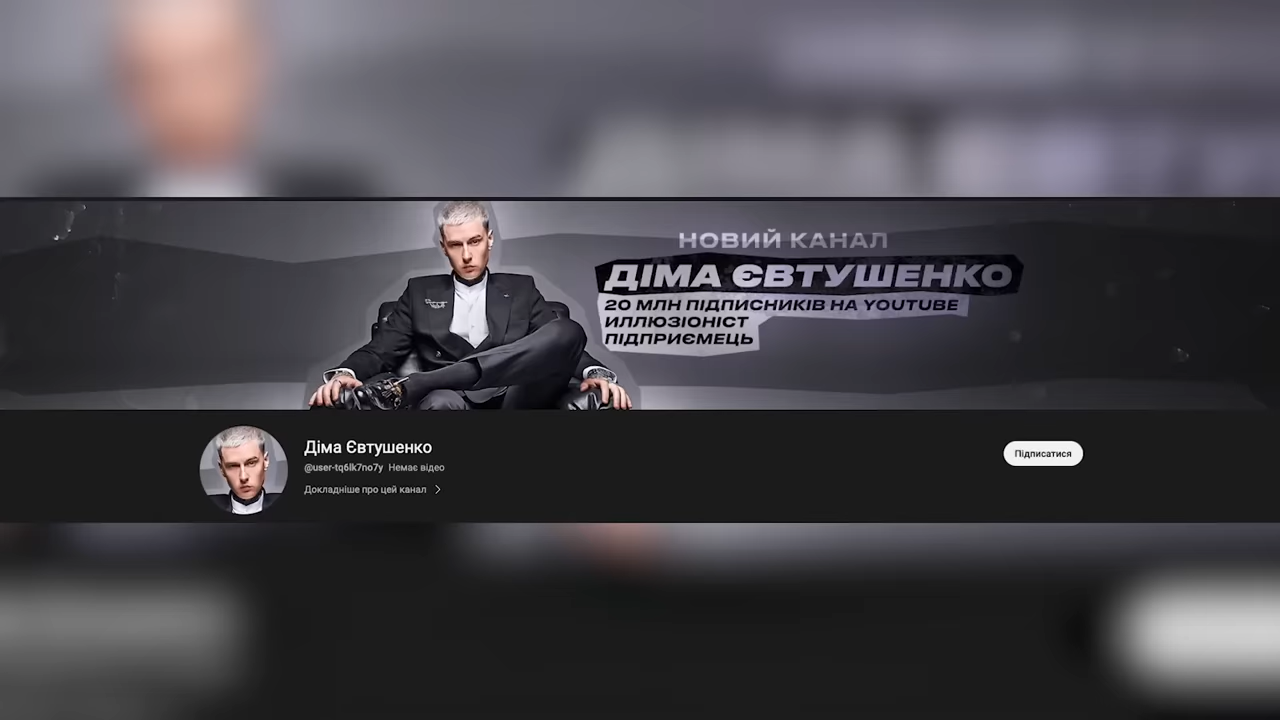 НОВИЙ КАНАЛ
ДІМА ЄВТУШЕНКО
20 МЛН ПІДПИСНИКІВ НА YOUTUBE
ИЛЛЮЗІОНІСТ
ПІДПРИЄМЕЦЬ
Діма Євтушенко
@user-tq6lk7no7y Немає відео
Докладніше про цей канал
Підписатися